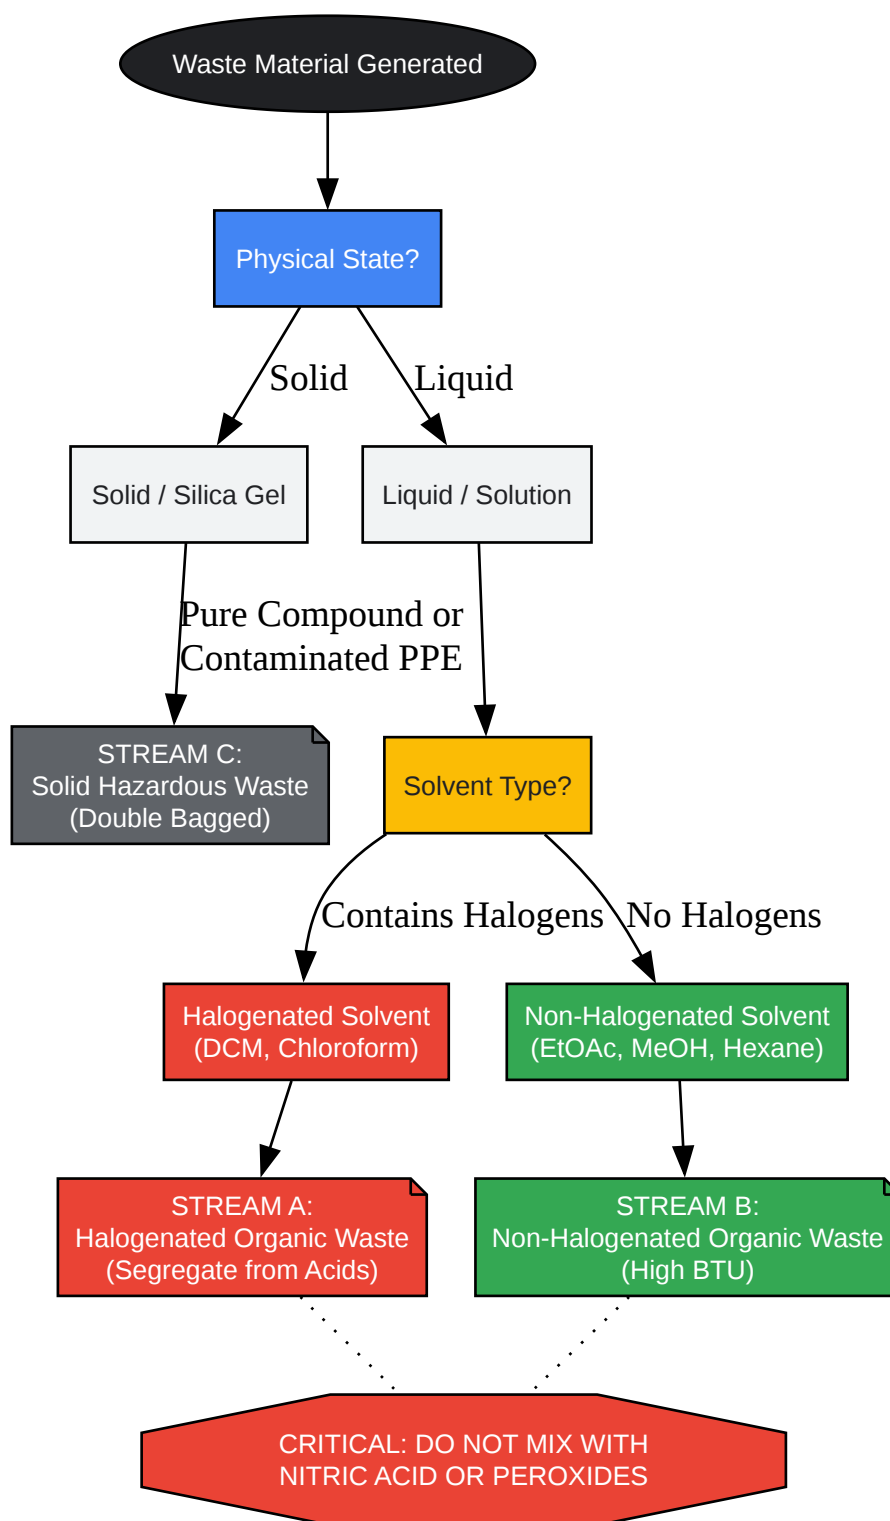 Waste Material Generated
Physical State?
Solid
Liquid
Solid / Silica Gel
Liquid / Solution
Pure Compound or
Contaminated PPE
STREAM C:
Solid Hazardous Waste
(Double Bagged)
Solvent Type?
Contains Halogens
No Halogens
Halogenated Solvent
(DCM, Chloroform)
Non-Halogenated Solvent
(EtOAc, MeOH, Hexane)
STREAM A:
Halogenated Organic Waste
(Segregate from Acids)
STREAM B:
Non-Halogenated Organic Waste
(High BTU)
CRITICAL: DO NOT MIX WITH
NITRIC ACID OR PEROXIDES